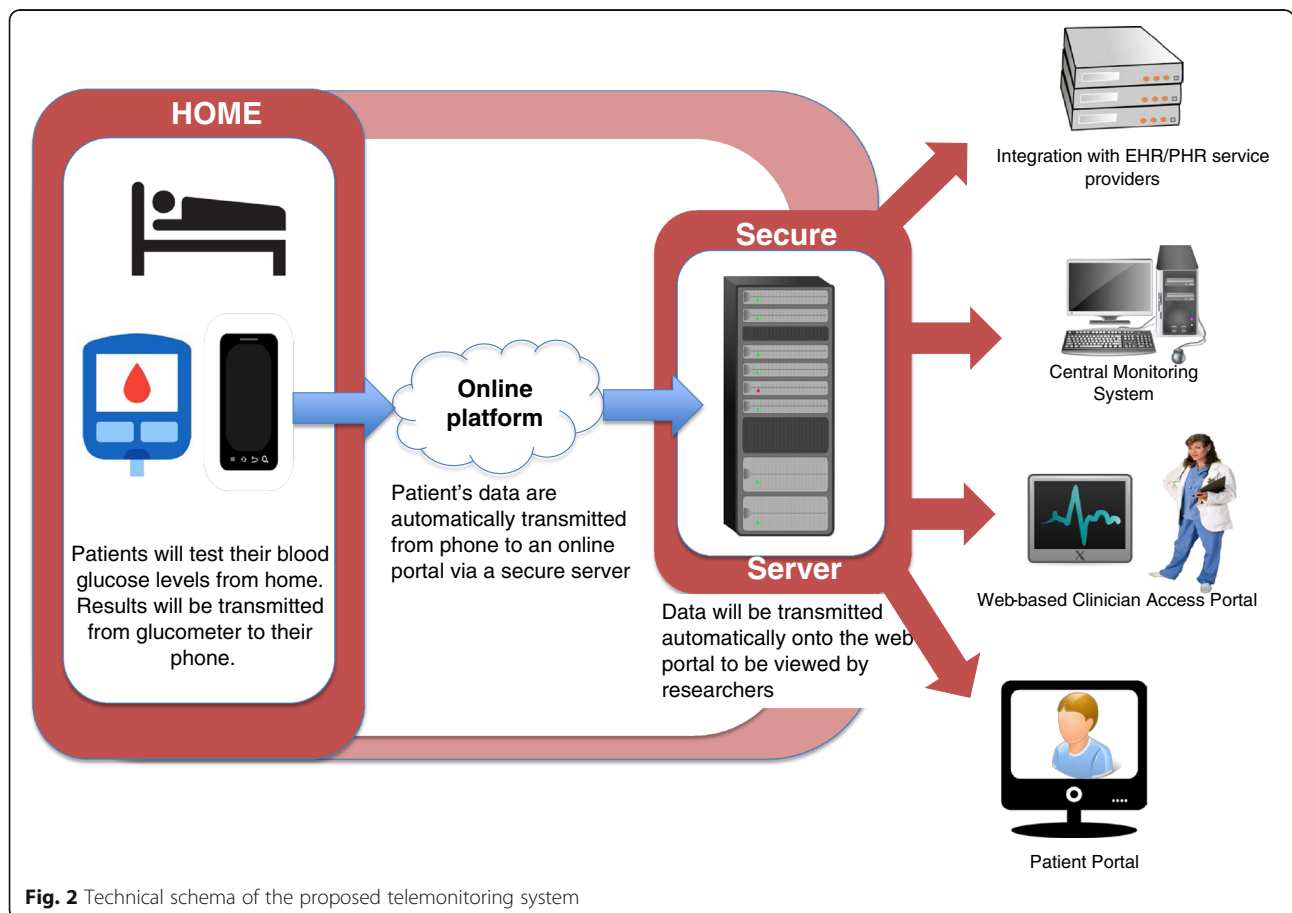 HOME
Patients will test their blood
glucose levels from home.
Results will be transmitted
from glucometer to their
phone.
Online
platform
Patient's data are
automatically transmitted
from phone to an online
portal via a secure server
Secure
Server
Data will be transmitted
automatically onto the web
portal to be viewed by
researchers
Integration with EHR/PHR service
providers
Central Monitoring
System
X
Web-based Clinician Access Portal
Patient Portal
Fig. 2 Technical schema of the proposed telemonitoring system